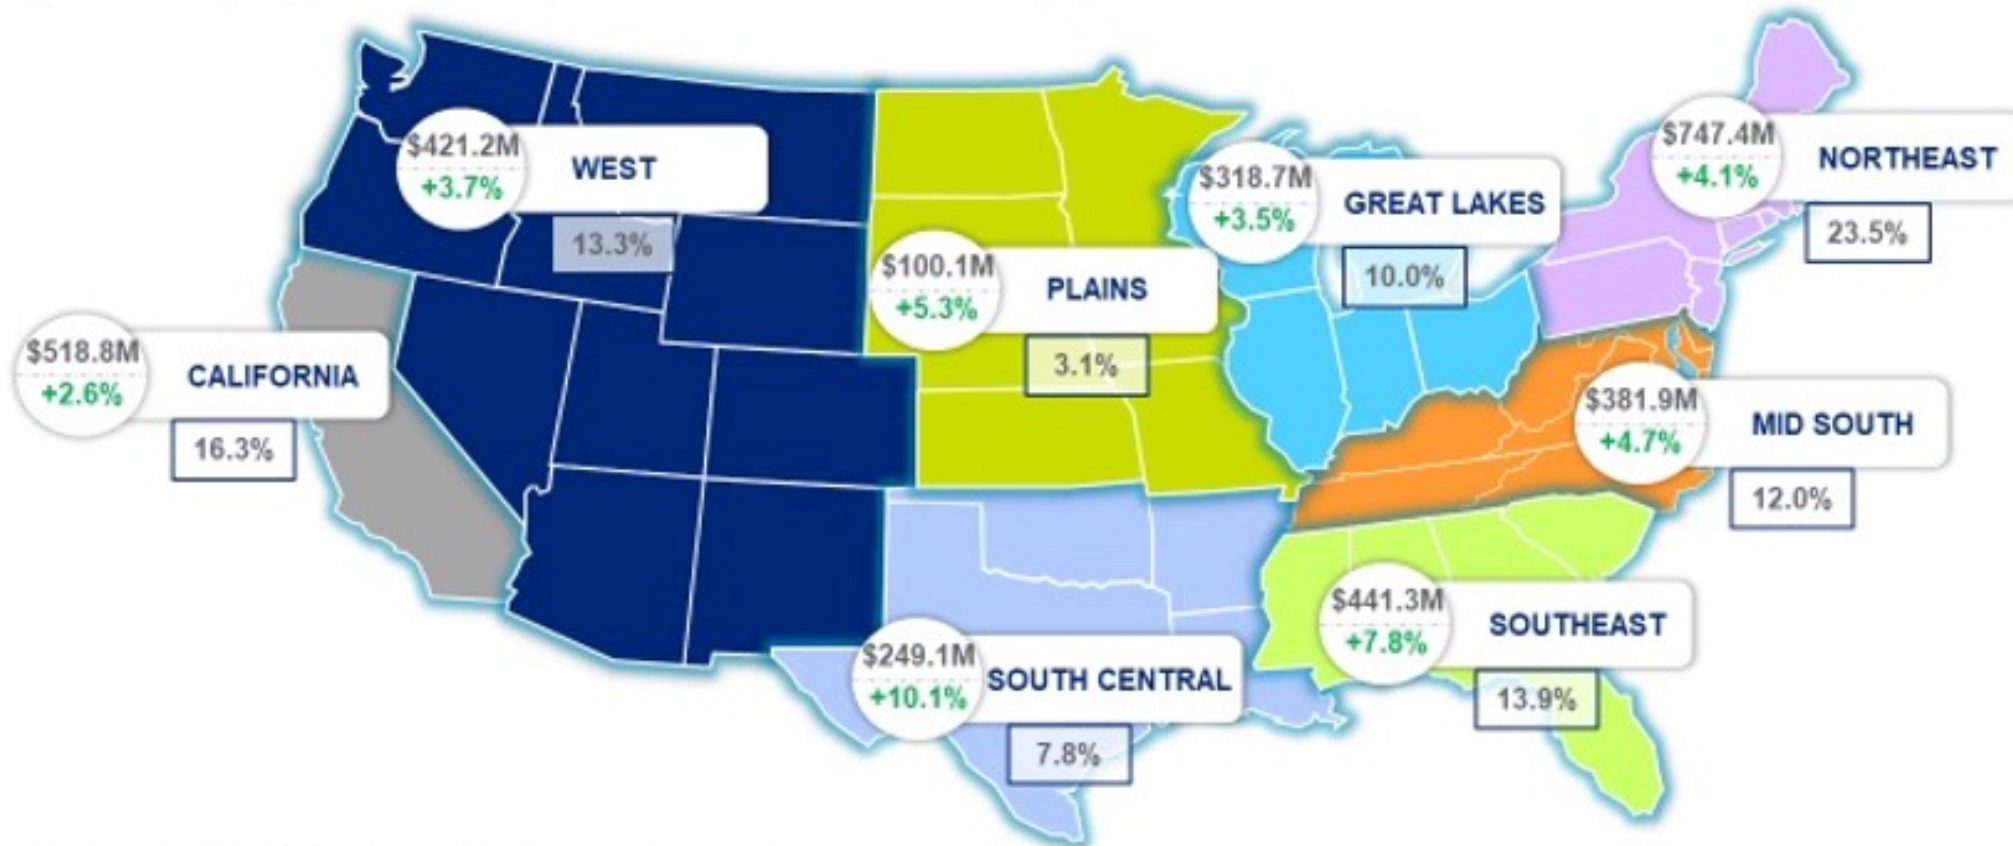 $421.2M
+3.7%
WEST
13.3%
$518.8M
+2.6%
CALIFORNIA
16.3%
$100.1M
+5.3%
PLAINS
3.1%
$318.7M
+3.5%
GREAT LAKES
10.0%
$747.4M
+4.1%
NORTHEAST
23.5%
$381.9M
+4.7%
MID SOUTH
12.0%
$441.3M
+7.8%
SOUTHEAST
13.9%
$249.1M
+10.1%
SOUTH CENTRAL
7.8%